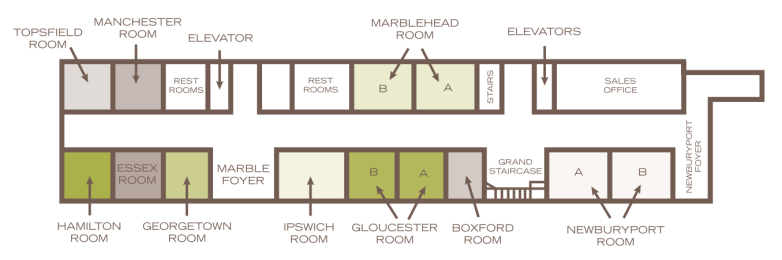 TOPSFIELD
ROOM
MANCHESTER
ROOM
ELEVATOR
MARBLEHEAD
ROOM
ELEVATORS
REST
ROOMS
REST
ROOMS
B
A
STAIRS
SALES
OFFICE
ESSEX
ROOM
MARBLE
FOYER
B
A
GRAND
STAIRCASE
A
B
NEWBURYPORT
FOYER
HAMILTON
ROOM
GEORGETOWN
ROOM
IPSWICH
ROOM
GLOUCESTER
ROOM
BOXFORD
ROOM
NEWBURYPORT
ROOM